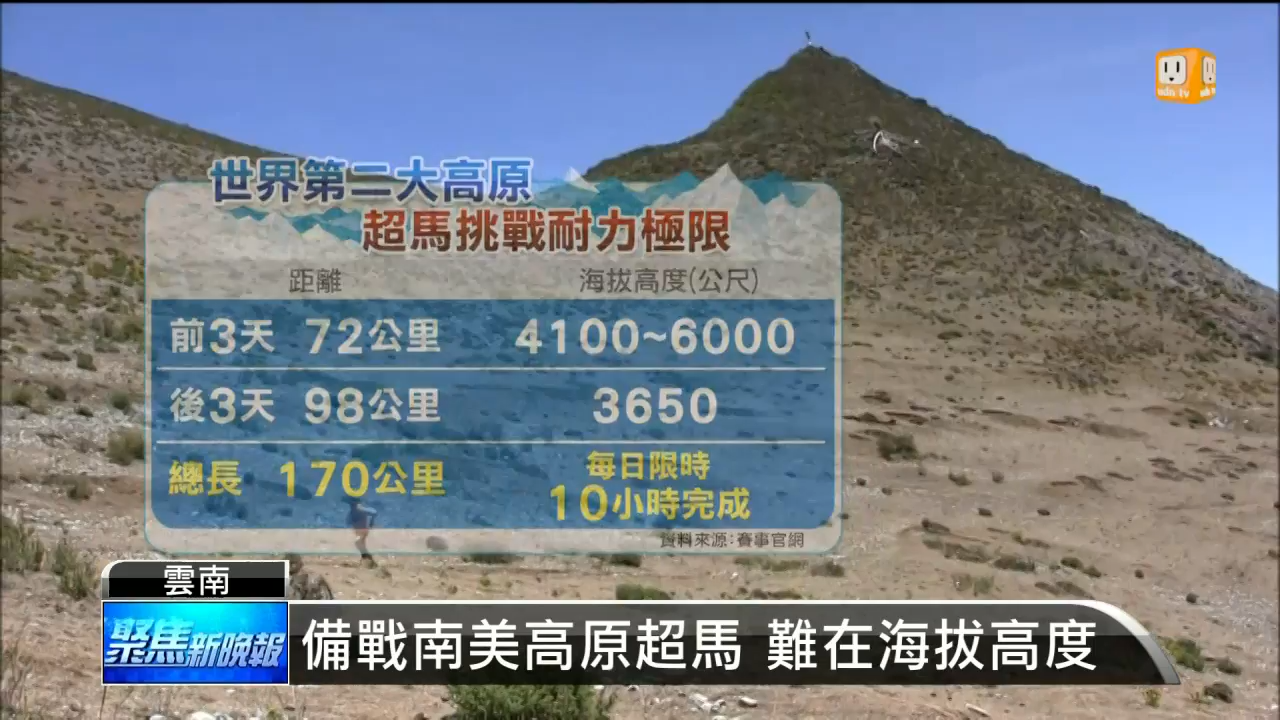 udn tv
世界第二大高原
超馬挑戰耐力極限
距離 海拔高度(公尺)
前3天 72公里 4100~6000
後3天 98公里 3650
總長 170公里 每日限時
10小時完成
資料來源:賽事官網
雲南
聚焦新晚報
備戰南美高原超馬 難在海拔高度